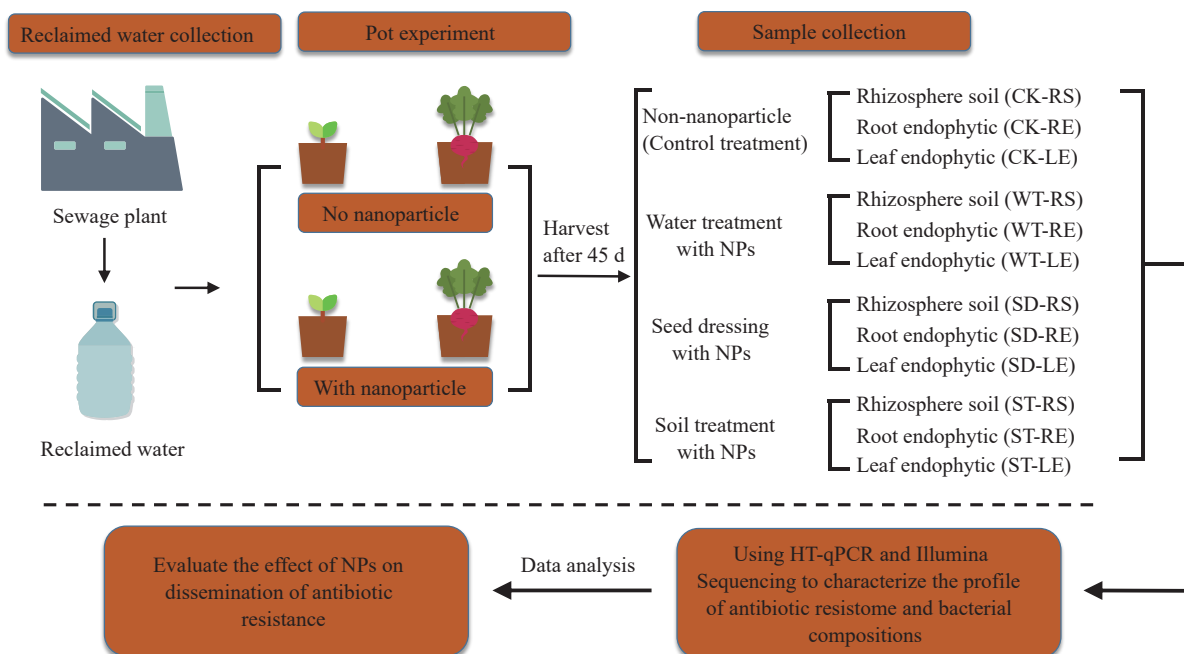 Reclaimed water collection
Pot experiment
Sample collection
Sewage plant
Reclaimed water
No nanoparticle
With nanoparticle
Harvest
after 45 d
Non-nanoparticle
(Control treatment)
Rhizosphere soil (CK-RS)
Root endophytic (CK-RE)
Leaf endophytic (CK-LE)
Water treatment
with NPs
Rhizosphere soil (WT-RS)
Root endophytic (WT-RE)
Leaf endophytic (WT-LE)
Seed dressing
with NPs
Rhizosphere soil (SD-RS)
Root endophytic (SD-RE)
Leaf endophytic (SD-LE)
Soil treatment
with NPs
Rhizosphere soil (ST-RS)
Root endophytic (ST-RE)
Leaf endophytic (ST-LE)
Using HT-qPCR and Illumina
Sequencing to characterize the profile
of antibiotic resistome and bacterial
compositions
Data analysis
Evaluate the effect of NPs on
dissemination of antibiotic
resistance